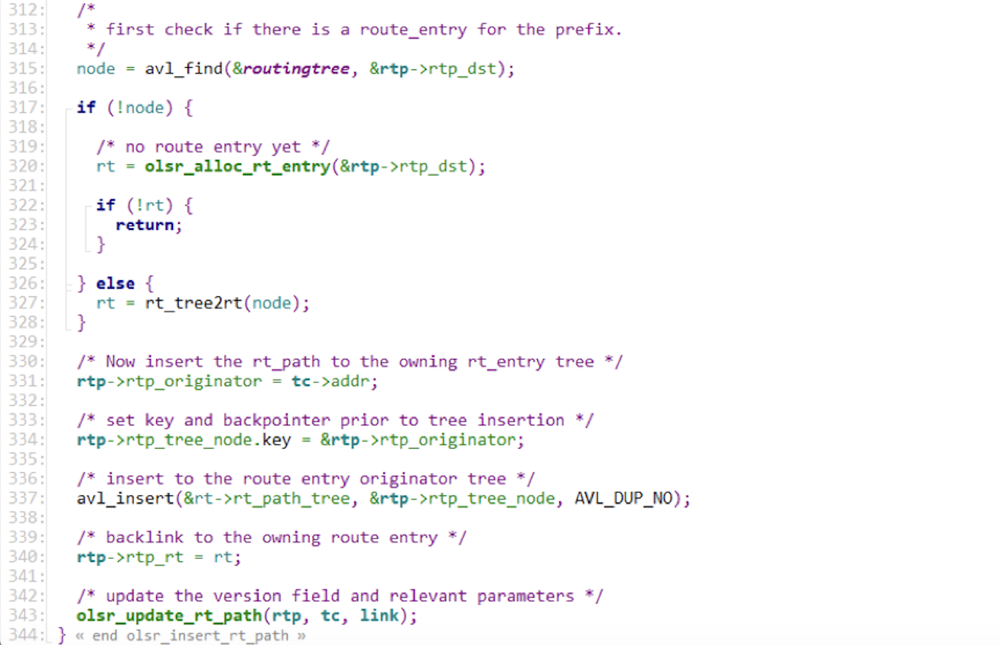 312:   /*
313:    * first check if there is a route_entry for the prefix.
314:    */
315:   node = avl_find(&routingtree, &rtp->rtp_dst);
316:
317:   if (!node) {
318:
319:     /* no route entry yet */
320:     rt = olsr_alloc_rt_entry(&rtp->rtp_dst);
321:
322:     if (!rt) {
323:       return;
324:     }
325:
326:   } else {
327:     rt = rt_tree2rt(node);
328:   }
329:
330:   /* Now insert the rt_path to the owning rt_entry tree */
331:   rtp->rtp_originator = tc->addr;
332:
333:   /* set key and backpointer prior to tree insertion */
334:   rtp->rtp_tree_node.key = &rtp->rtp_originator;
335:
336:   /* insert to the route entry originator tree */
337:   avl_insert(&rt->rt_path_tree, &rtp->rtp_tree_node, AVL_DUP_NO);
338:
339:   /* backlink to the owning route entry */
340:   rtp->rtp_rt = rt;
341:
342:   /* update the version field and relevant parameters */
343:   olsr_update_rt_path(rtp, tc, link);
344: } « end olsr_insert_rt_path »